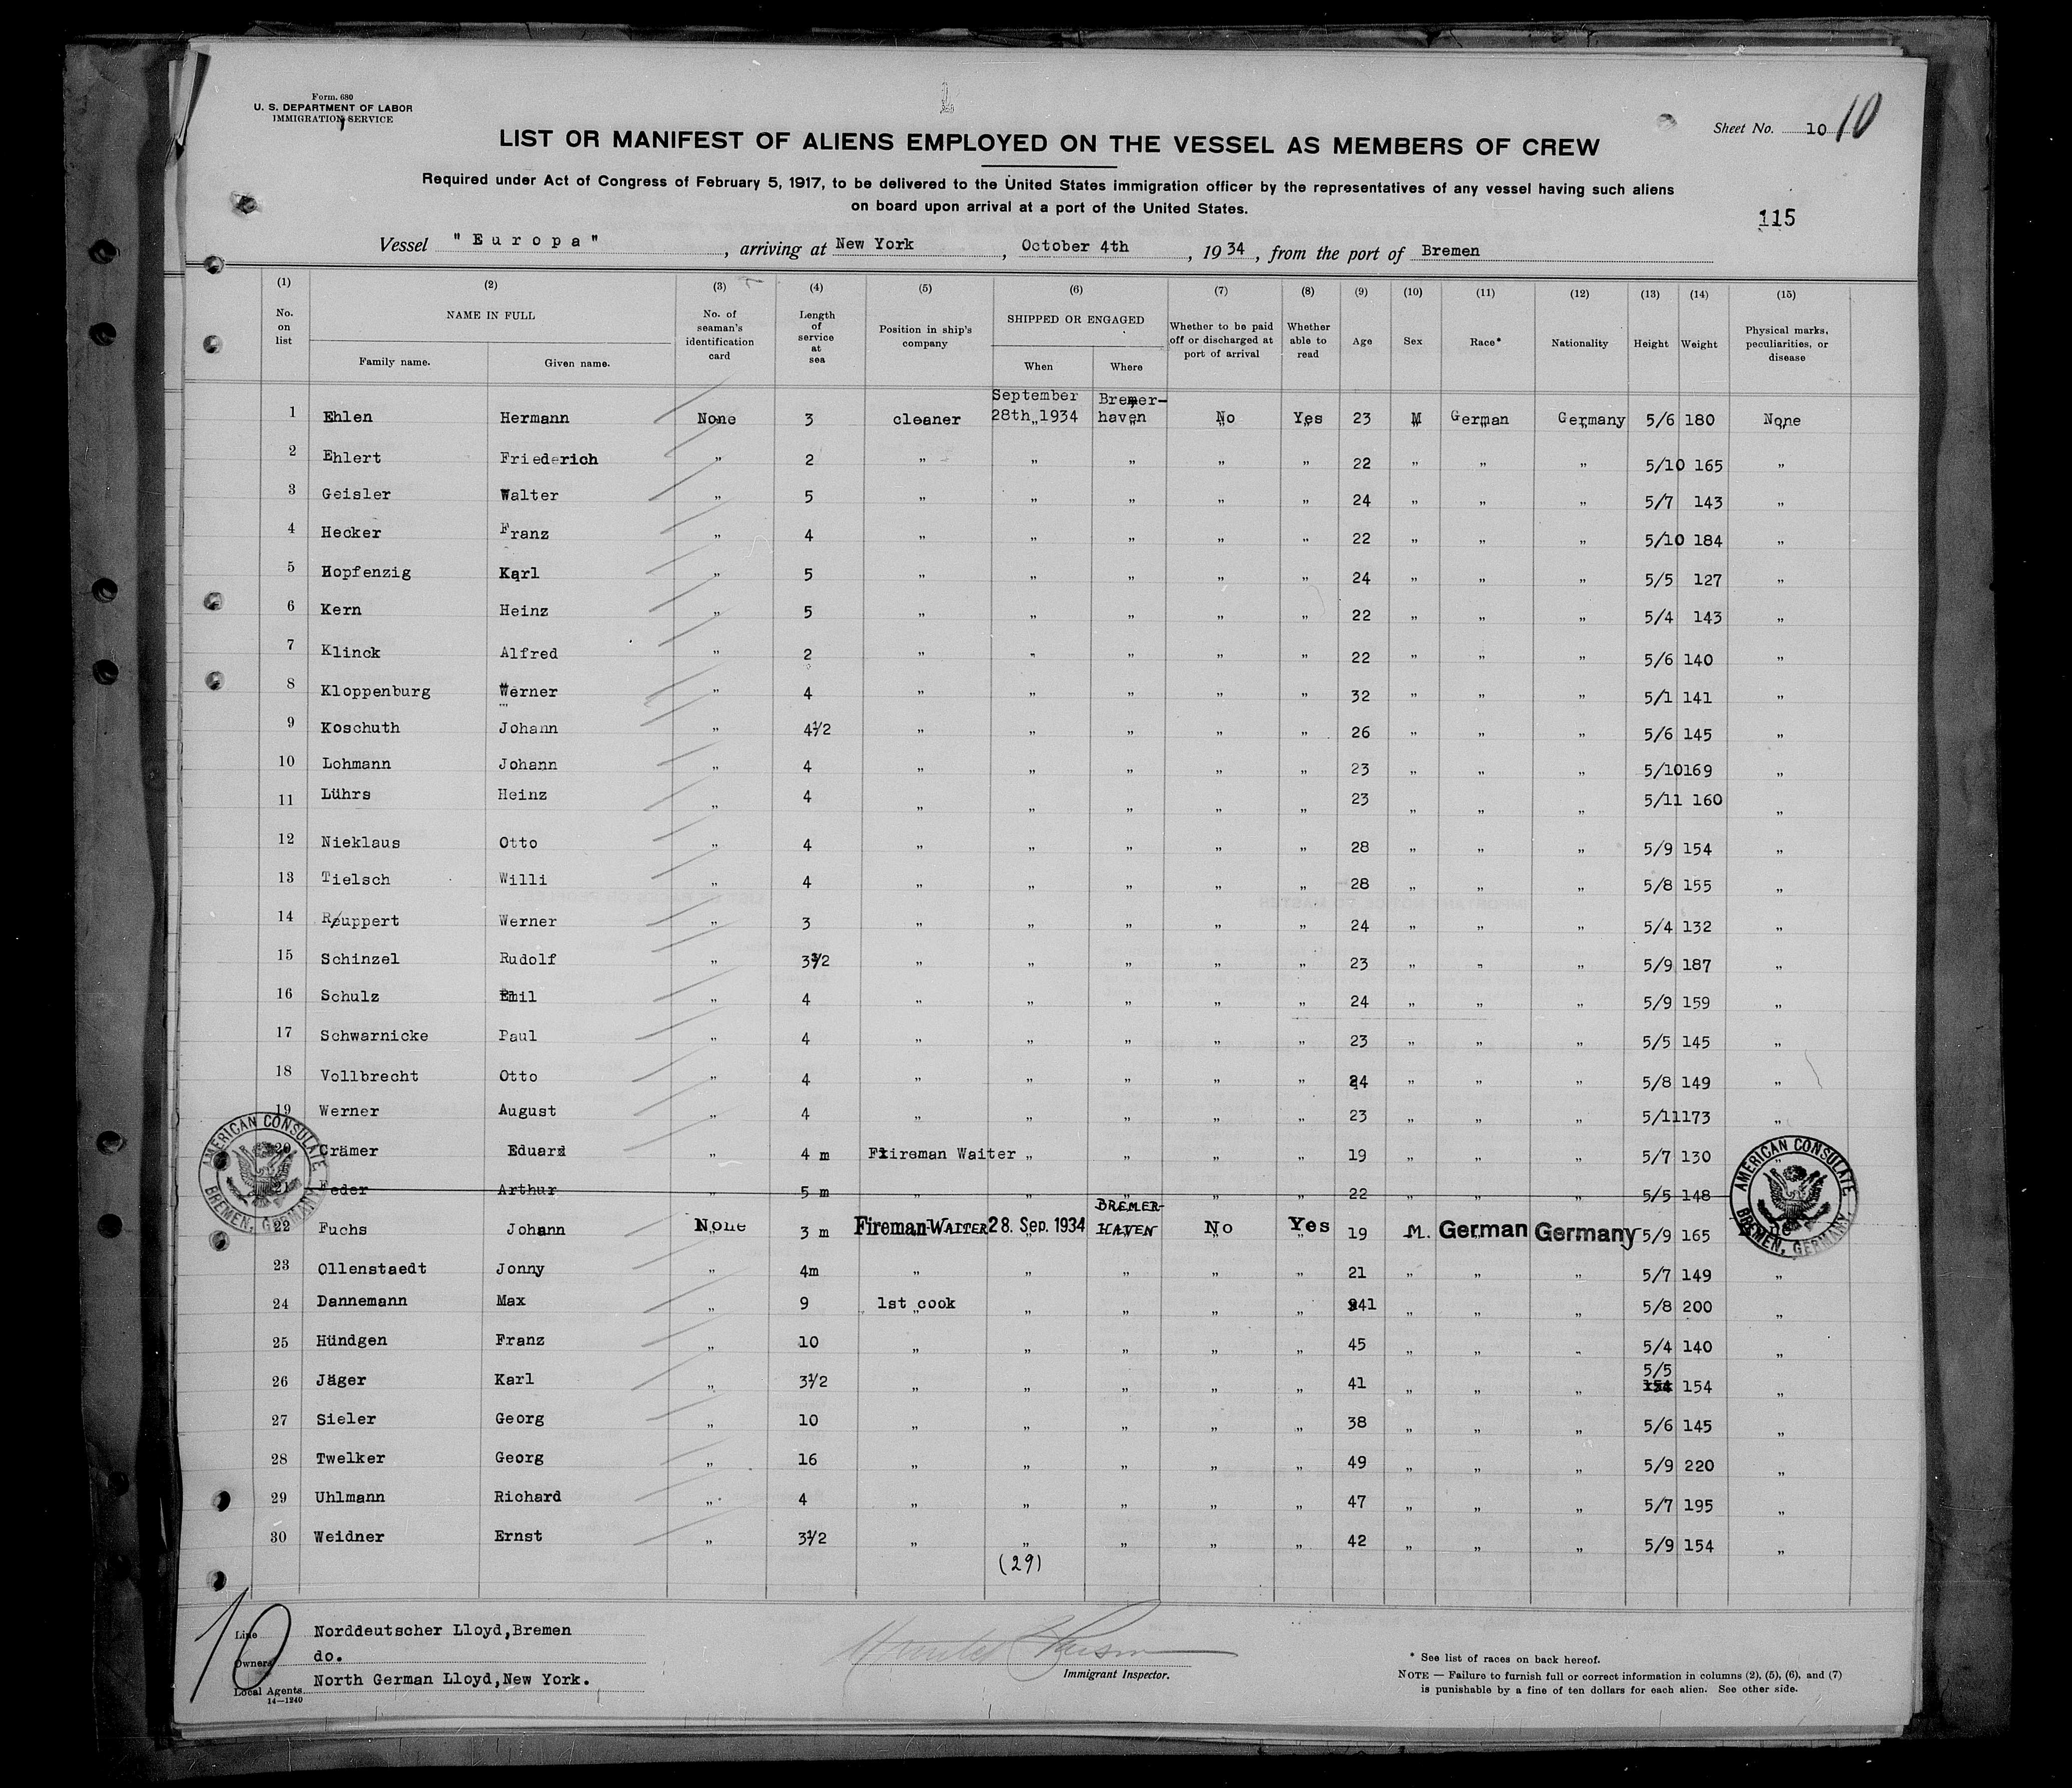 Form. 680
U. S. DEPARTMENT OF LABOR
IMMIGRATION SERVICE
Sheet No. 10 10
LIST OR MANIFEST OF ALIENS EMPLOYED ON THE VESSEL AS MEMBERS OF CREW
Required under Act of Congress of February 5, 1917, to be delivered to the United States immigration officer by the representatives of any vessel having such aliens
on board upon arrival at a port of the United States.
115
Vessel "Europa", arriving at New York, October 4th, 1934, from the port of Bremen
(1) (2) (3) (4) (5) (6) (7) (8) (9) (10) (11) (12) (13) (14) (15)
No. on list NAME IN FULL Family name. Given name. No. of seaman's identification card Length of service at sea Position in ship's company SHIPPED OR ENGAGED When Where Whether to be paid off or discharged at port of arrival Whether able to read Age Sex Race* Nationality Height Weight Physical marks, peculiarities, or disease
1 Ehlen Hermann None 3 cleaner September 28th 1934 Bremerhaven No Yes 23 M German Germany 5/6 180 None
2 Ehlert Friederich „ 2 „ „ „ „ „ 22 „ „ „ 5/10 165 „
3 Geisler Walter „ 5 „ „ „ „ „ 24 „ „ „ 5/7 143 „
4 Hecker Franz „ 4 „ „ „ „ „ 22 „ „ „ 5/10 184 „
5 Hopfenzig Karl „ 5 „ „ „ „ „ 24 „ „ „ 5/5 127 „
6 Kern Heinz „ 5 „ „ „ „ „ 22 „ „ „ 5/4 143 „
7 Klinck Alfred „ 2 „ „ „ „ „ 22 „ „ „ 5/6 140 „
8 Kloppenburg Werner „ 4 „ „ „ „ „ 32 „ „ „ 5/1 141 „
9 Koschuth Johann „ 4½ „ „ „ „ „ 26 „ „ „ 5/6 145 „
10 Lohmann Johann „ 4 „ „ „ „ „ 23 „ „ „ 5/10 169 „
11 Lührs Heinz „ 4 „ „ „ „ „ 23 „ „ „ 5/11 160 „
12 Nieklaus Otto „ 4 „ „ „ „ „ 28 „ „ „ 5/9 154 „
13 Tielsch Willi „ 4 „ „ „ „ „ 28 „ „ „ 5/8 155 „
14 Reuppert Werner „ 3 „ „ „ „ „ 24 „ „ „ 5/4 132 „
15 Schinzel Rudolf „ 3½ „ „ „ „ „ 23 „ „ „ 5/9 187 „
16 Schulz Emil „ 4 „ „ „ „ „ 24 „ „ „ 5/9 159 „
17 Schwarnicke Paul „ 4 „ „ „ „ „ 23 „ „ „ 5/5 145 „
18 Vollbrecht Otto „ 4 „ „ „ „ „ 24 „ „ „ 5/8 149 „
19 Werner August „ 4 „ „ „ „ „ 23 „ „ „ 5/11 173 „
20 Crämer Eduard „ 4 m Fireman Waiter „ „ „ „ 19 „ „ „ 5/7 130 „
21 Feder Arthur „ 5 m „ „ „ „ „ 22 „ „ „ 5/5 148
22 Fuchs Johann None 3 m Fireman-WAITER 28. Sep. 1934 BREMER-HAVEN No Yes 19 M. German Germany 5/9 165
AMERICAN CONSULATE BREMEN, GERMANY
AMERICAN CONSULATE BREMEN, GERMANY
23 Ollenstaedt Jonny „ 4m „ „ „ „ „ 21 „ „ „ 5/7 149 „
24 Dannemann Max „ 9 1st cook „ „ „ „ 41 „ „ „ 5/8 200 „
25 Hündgen Franz „ 10 „ „ „ „ „ 45 „ „ „ 5/4 140 „
26 Jäger Karl „ 3½ „ „ „ „ „ 41 „ „ „ 5/5 154 154 „
27 Sieler Georg „ 10 „ „ „ „ „ 38 „ „ „ 5/6 145 „
28 Twelker Georg „ 16 „ „ „ „ „ 49 „ „ „ 5/9 220 „
29 Uhlmann Richard „ 4 „ „ „ „ „ 47 „ „ „ 5/7 195 „
30 Weidner Ernst „ 3½ „ „ „ „ „ 42 „ „ „ 5/9 154 „
(29)
10
Line Norddeutscher Lloyd,Bremen
Owners do.
Local Agents North German Lloyd,New York.
14—1240
Immigrant Inspector.
* See list of races on back hereof.
NOTE — Failure to furnish full or correct information in columns (2), (5), (6), and (7)
is punishable by a fine of ten dollars for each alien. See other side.